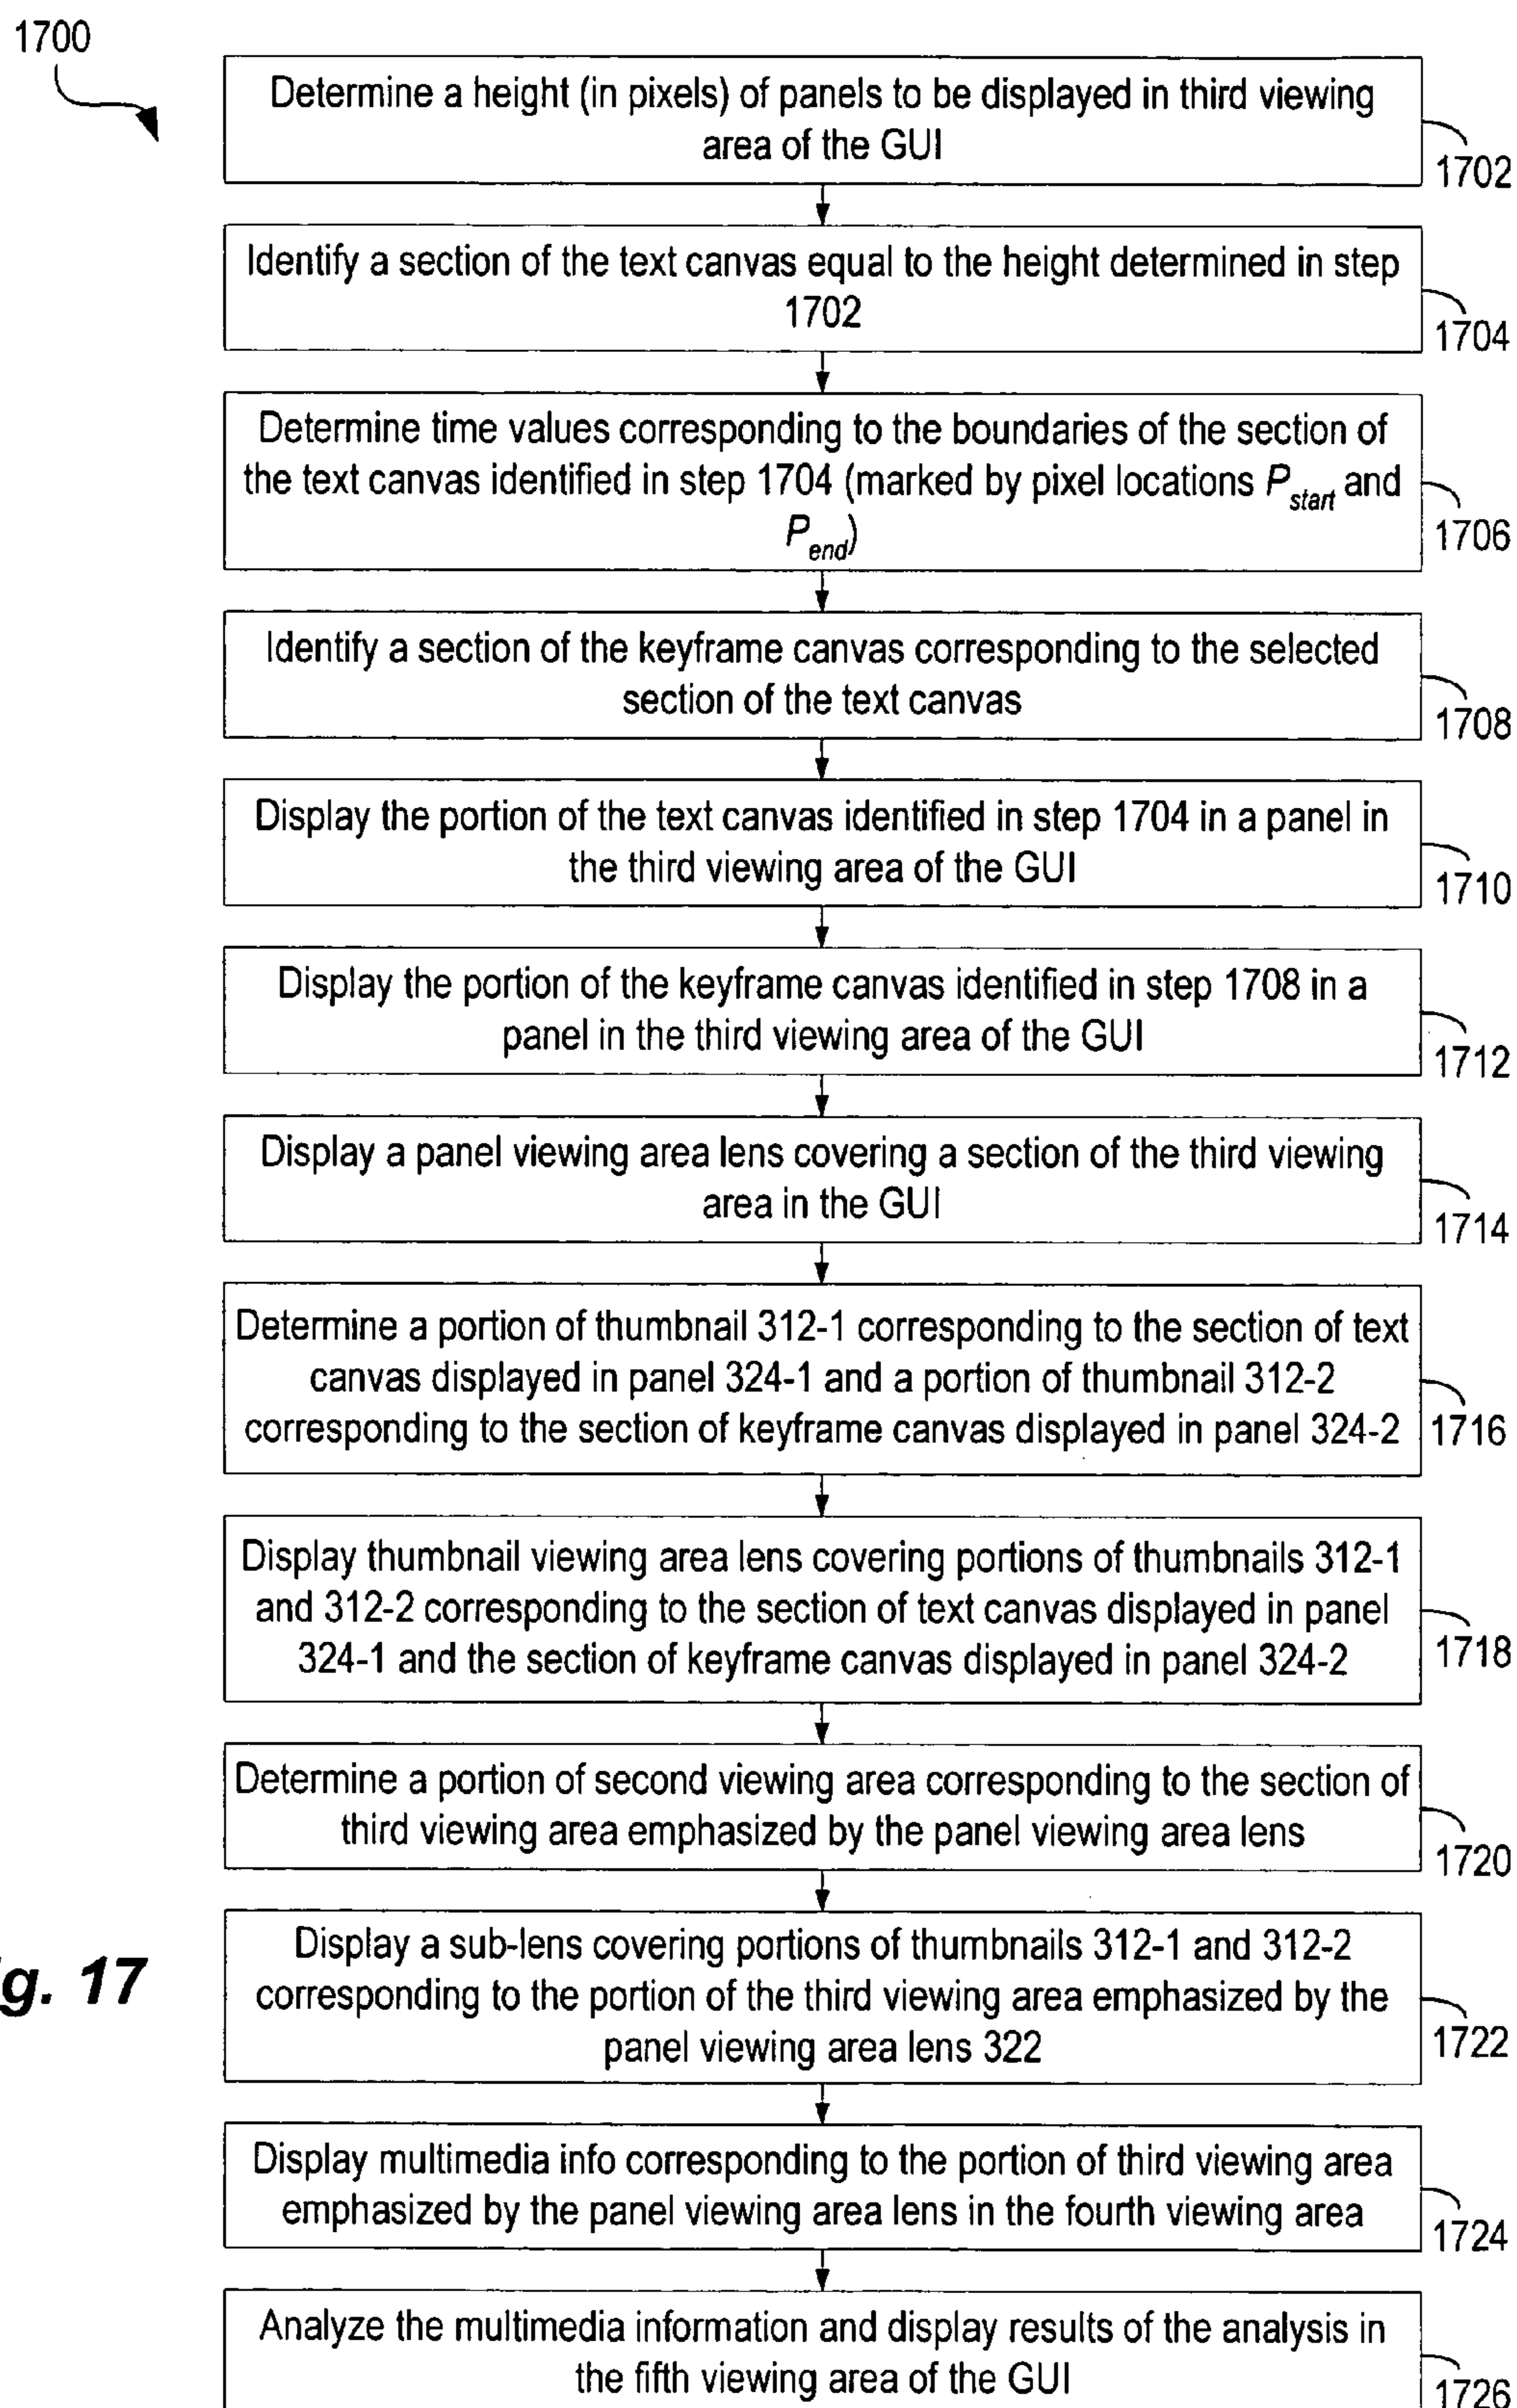 1700
Determine a height (in pixels) of panels to be displayed in third viewing
area of the GUI
1702
Identify a section of the text canvas equal to the height determined in step
1702
1704
Determine time values corresponding to the boundaries of the section of
the text canvas identified in step 1704 (marked by pixel locations Pstart and
Pend)
1706
Identify a section of the keyframe canvas corresponding to the selected
section of the text canvas
1708
Display the portion of the text canvas identified in step 1704 in a panel in
the third viewing area of the GUI
1710
Display the portion of the keyframe canvas identified in step 1708 in a
panel in the third viewing area of the GUI
1712
Display a panel viewing area lens covering a section of the third viewing
area in the GUI
1714
Determine a portion of thumbnail 312-1 corresponding to the section of text
canvas displayed in panel 324-1 and a portion of thumbnail 312-2
corresponding to the section of keyframe canvas displayed in panel 324-2
1716
Display thumbnail viewing area lens covering portions of thumbnails 312-1
and 312-2 corresponding to the section of text canvas displayed in panel
324-1 and the section of keyframe canvas displayed in panel 324-2
1718
Determine a portion of second viewing area corresponding to the section of
third viewing area emphasized by the panel viewing area lens
1720
Display a sub-lens covering portions of thumbnails 312-1 and 312-2
corresponding to the portion of the third viewing area emphasized by the
panel viewing area lens 322
1722
g. 17
Display multimedia info corresponding to the portion of third viewing area
emphasized by the panel viewing area lens in the fourth viewing area
1724
Analyze the multimedia information and display results of the analysis in
the fifth viewing area of the GUI
1726